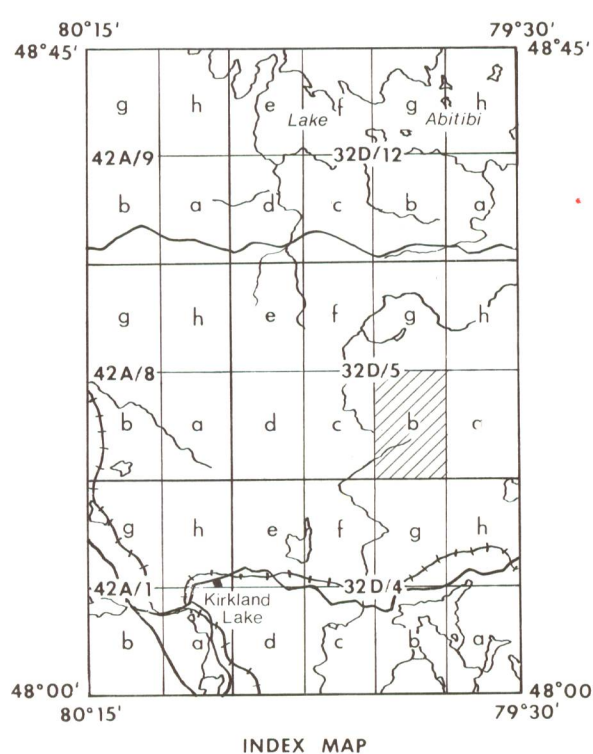 80°15′ 79°30′
48°45′ 48°45′
g h e f g h
Lake Abitibi
42A/9 32D/12
b a d c b a
g h e f g h
42A/8 32D/5
b a d c b
g h e f g h
42A/1 32D/4
Kirkland
Lake
b a d c b a
48°00′ 48°00
80°15′ 79°30′
INDEX MAP